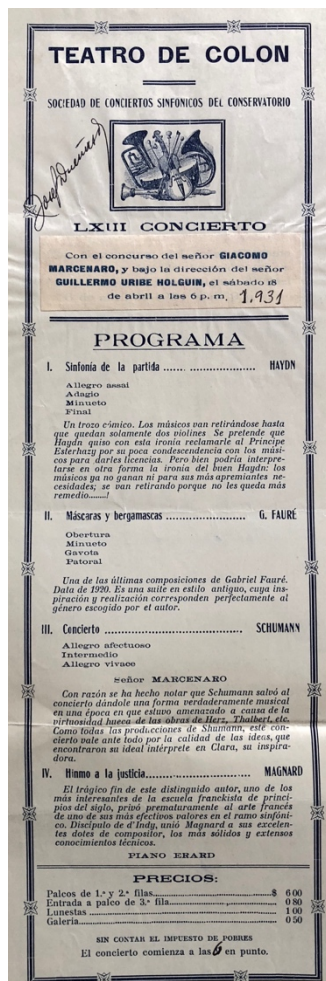 TEATRO DE COLON
SOCIEDAD DE CONCIERTOS SINFONICOS DEL CONSERVATORIO
LXIII CONCIERTO
Con el concurso del señor GIACOMO
MARCENARO, y bajo la dirección del señor
GUILLERMO URIBE HOLGUIN, el sábado 18
de abril a las 6 p. m. 1.931
PROGRAMA
I. Sinfonía de la partida ........ HAYDN
Allegro assai
Adagio
Minueto
Final
Un trozo cómico. Los músicos van retirándose hasta
que quedan solamente dos violines Se pretende que
Haydn quiso con esta ironía reclamarle al Príncipe
Esterhazy por su poca condescendencia con los músi-
cos para darles licencias. Pero bien podría interpre-
tarse en otra forma la ironía del buen Haydn: los
músicos ya no ganan ni para sus más apremiantes ne-
cesidades; se van retirando porque no les queda más
remedio.......!
II. Máscaras y bergamascas ........................ G. FAURÉ
Obertura
Minueto
Gavota
Patoral
Una de las últimas composiciones de Gabriel Fauré.
Data de 1920. Es una suite en estilo antiguo, cuya ins-
piración y realización corresponden perfectamente al
género escogido por el autor.
III. Concierto ........................................ SCHUMANN
Allegro afectuoso
Intermedio
Allegro vivace
Señor MARCENARO
Con razón se ha hecho notar que Schumann salvó al
concierto dándole una forma verdaderamente musical
en una época en que estuvo amenazado a causa de la
virtuosidad hueca de las obras de Herz, Thalbert, etc.
Como todas las producciones de Shumann, este con-
cierto vale ante todo por la calidad de las ideas, que
encontraron su ideal intérprete en Clara, su inspira-
dora.
IV. Himno a la justicia.............................. MAGNARD
El trágico fin de este distinguido autor, uno de los
más interesantes de la escuela franckista de princi-
pios del siglo, privó prematuramente al arte francés
de uno de sus más efectivos valores en el ramo sinfóni-
co. Discípulo de d'Indy, unió Magnard a sus excelen-
tes dotes de compositor, los más sólidos y extensos
conocimientos técnicos.
PIANO ERARD
PRECIOS:
Palcos de 1.ª y 2.ª filas................................$ 6 00
Entrada a palco de 3.ª fila............................ 0 80
Lunestas ................................................ 1 00
Galería.................................................. 0 50
SIN CONTAR EL IMPUESTO DE POBRES
El concierto comienza a las 6 en punto.